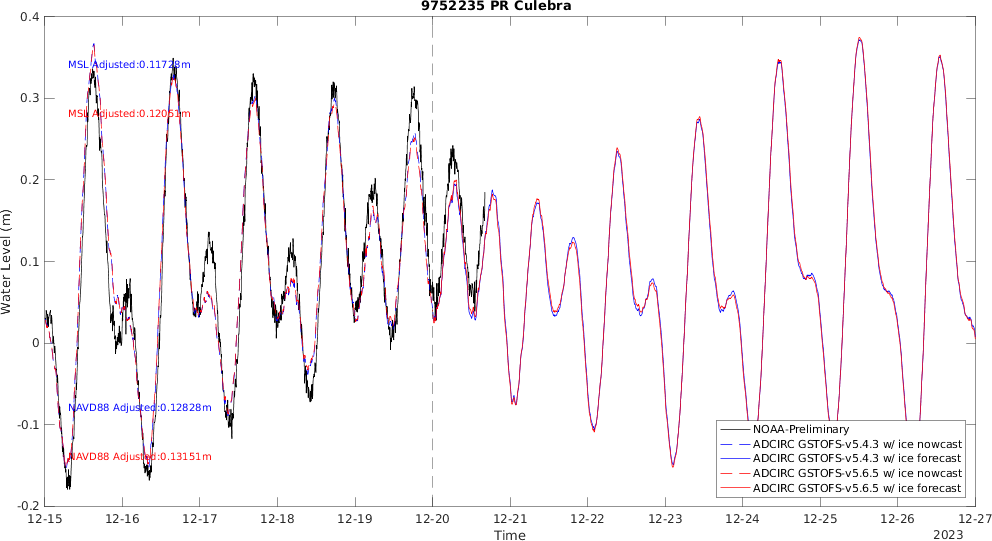 9752235 PR Culebra
0.4
0.3
0.2
0.1
0
-0.1
-0.2
Water Level (m)
MSL Adjusted:0.11728m
MSL Adjusted:0.12051m
NAVD88 Adjusted:0.12828m
NAVD88 Adjusted:0.13151m
NOAA-Preliminary
ADCIRC GSTOFS-v5.4.3 w/ ice nowcast
ADCIRC GSTOFS-v5.4.3 w/ ice forecast
ADCIRC GSTOFS-v5.6.5 w/ ice nowcast
ADCIRC GSTOFS-v5.6.5 w/ ice forecast
12-15 12-16 12-17 12-18 12-19 12-20 12-21 12-22 12-23 12-24 12-25 12-26 12-27
Time
2023